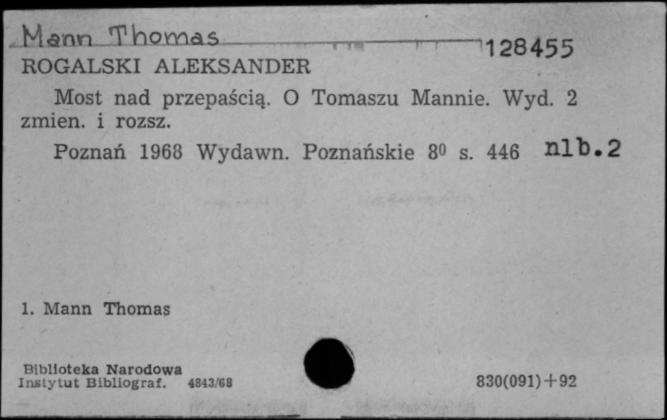 Mann Thomas
128455
ROGALSKI ALEKSANDER
Most nad przepaścią. O Tomaszu Mannie. Wyd. 2
zmien. i rozsz.
Poznań 1968 Wydawn. Poznańskie 8⁰ s. 446 nlb.2
1. Mann Thomas
Biblioteka Narodowa
Instytut Bibliograf. 4843/68
830(091)+92